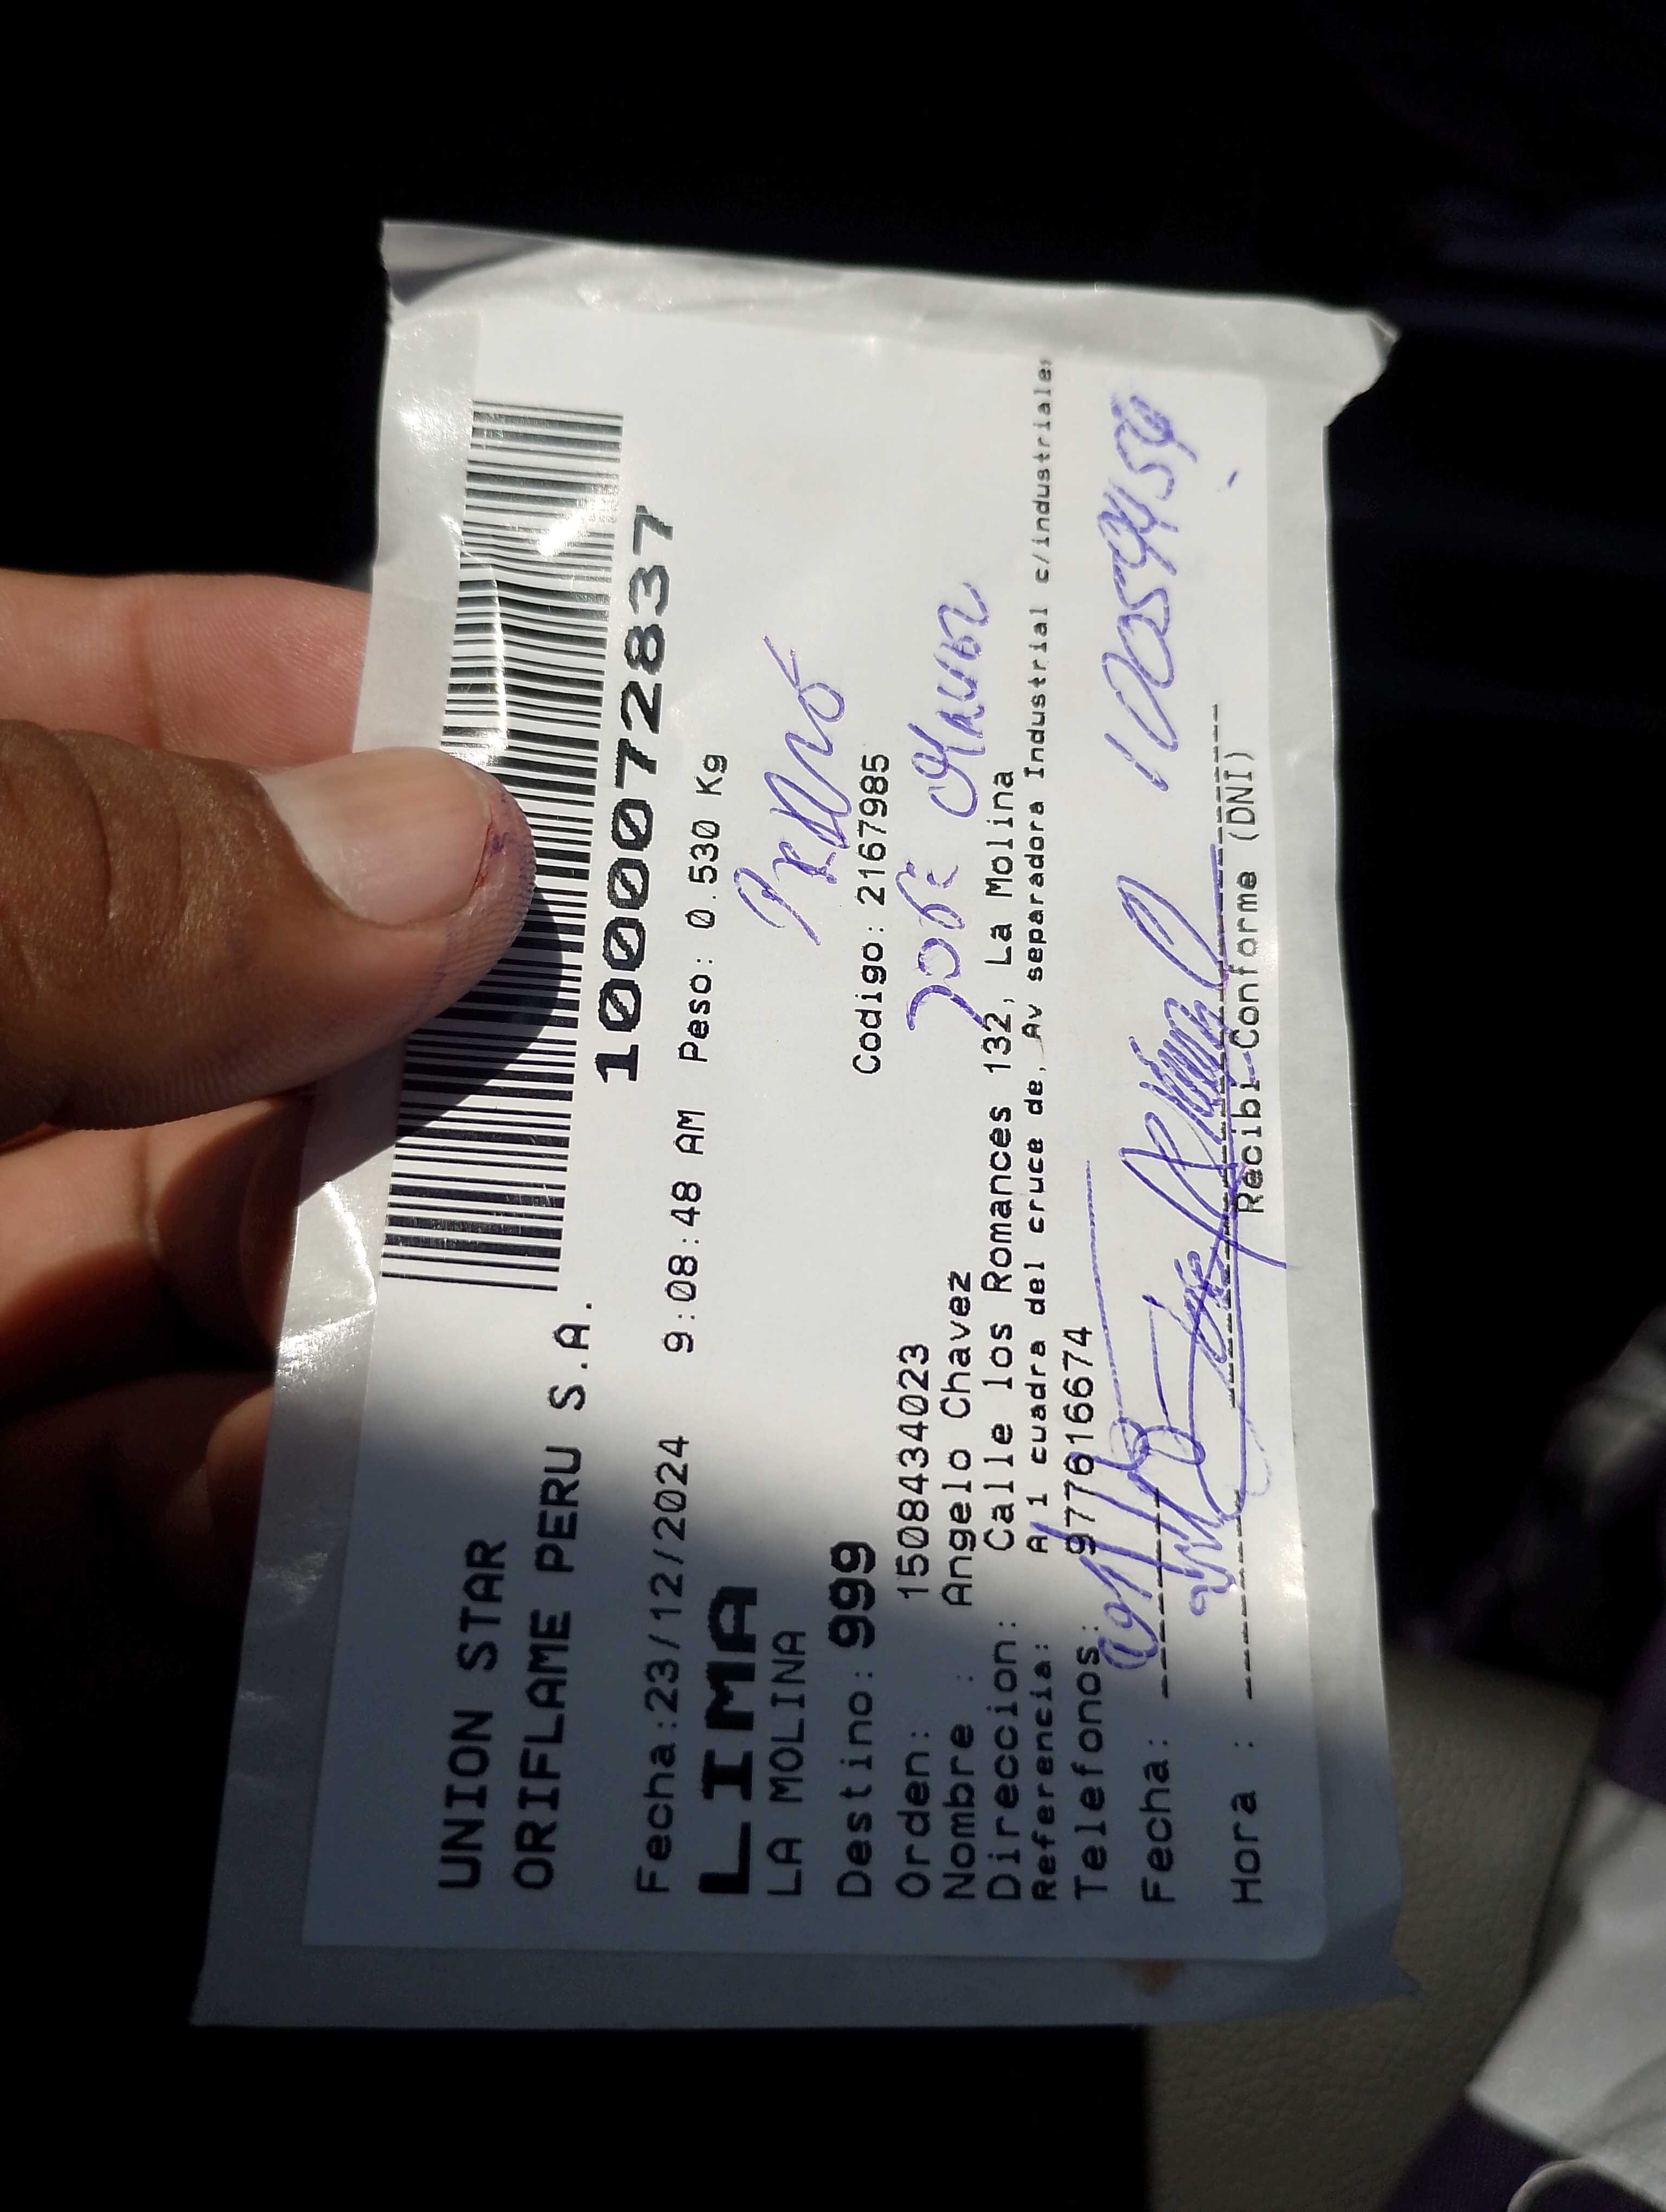 UNION STAR
ORIFLAME PERU S.A.
1000072837
Fecha:23/12/2024 9:08:48 AM Peso: 0.530 Kg
LIMA
LA MOLINA
Destino: 999 Codigo: 2167985
Orden: 1508434023
Nombre : Angelo Chavez
Direccion: Calle los Romances 132, La Molina
Referencia: A 1 cuadra del cruce de, Av separadora Industrial c/industriale
Telefonos: 977616674
Fecha:
Hora :
Recibi Conforme (DNI)